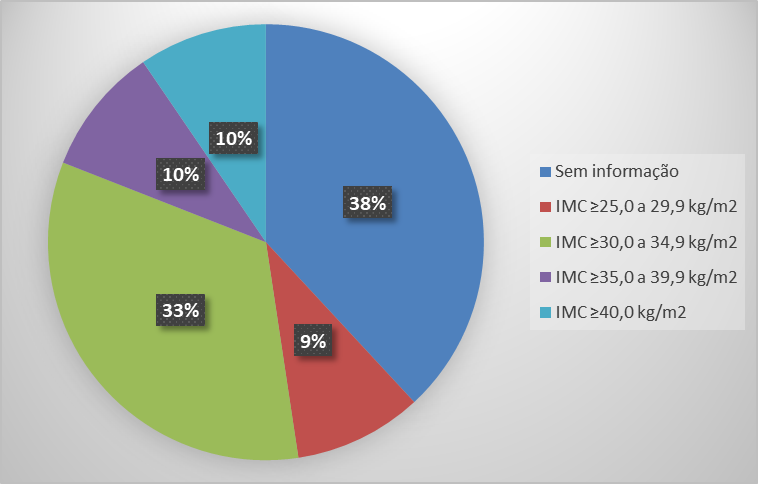 10%
10%
38%
33%
9%
Sem informação
IMC ≥25,0 a 29,9 kg/m2
IMC ≥30,0 a 34,9 kg/m2
IMC ≥35,0 a 39,9 kg/m2
IMC ≥40,0 kg/m2